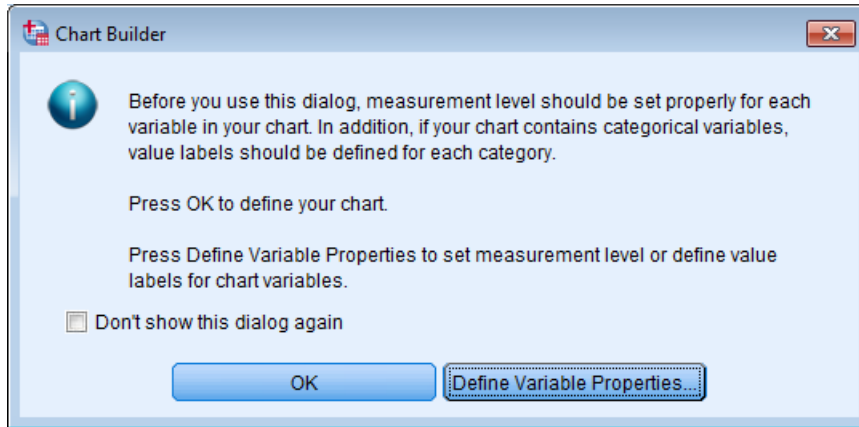 Chart Builder
Before you use this dialog, measurement level should be set properly for each
variable in your chart. In addition, if your chart contains categorical variables,
value labels should be defined for each category.
Press OK to define your chart.
Press Define Variable Properties to set measurement level or define value
labels for chart variables.
Don't show this dialog again
OK
Define Variable Properties...